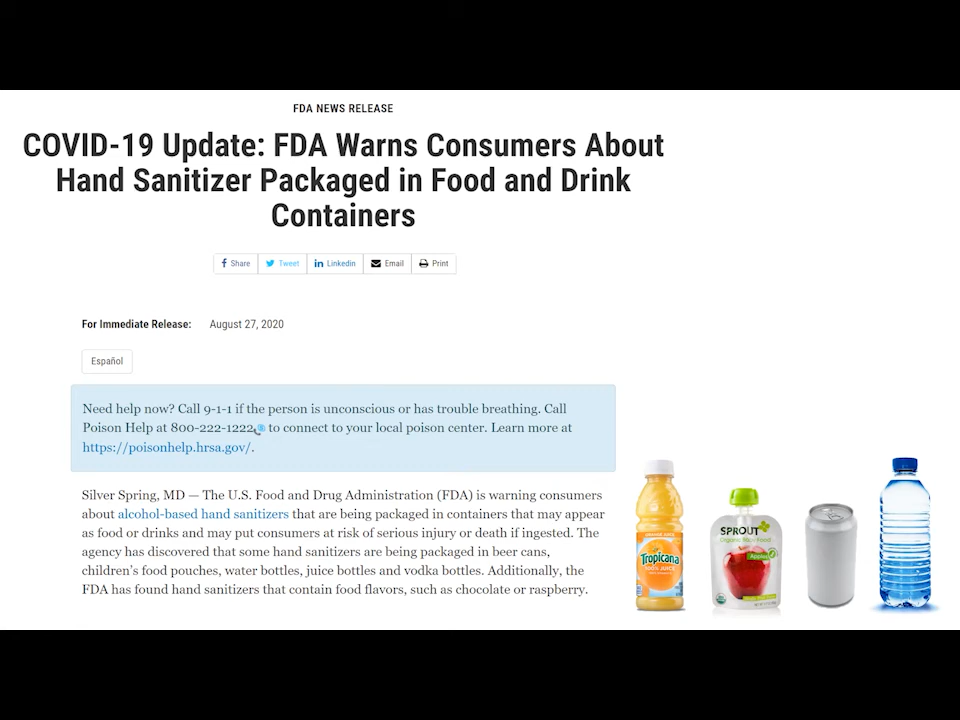 FDA NEWS RELEASE
COVID-19 Update: FDA Warns Consumers About
Hand Sanitizer Packaged in Food and Drink
Containers
Share Tweet Linkedin Email Print
For Immediate Release: August 27, 2020
Español
Need help now? Call 9-1-1 if the person is unconscious or has trouble breathing. Call
Poison Help at 800-222-1222 to connect to your local poison center. Learn more at
https://poisonhelp.hrsa.gov/.
Silver Spring, MD — The U.S. Food and Drug Administration (FDA) is warning consumers
about alcohol-based hand sanitizers that are being packaged in containers that may appear
as food or drinks and may put consumers at risk of serious injury or death if ingested. The
agency has discovered that some hand sanitizers are being packaged in beer cans,
children's food pouches, water bottles, juice bottles and vodka bottles. Additionally, the
FDA has found hand sanitizers that contain food flavors, such as chocolate or raspberry.
Tropicana
100% JUICE
SPROUT
Organic Baby Food
Apples